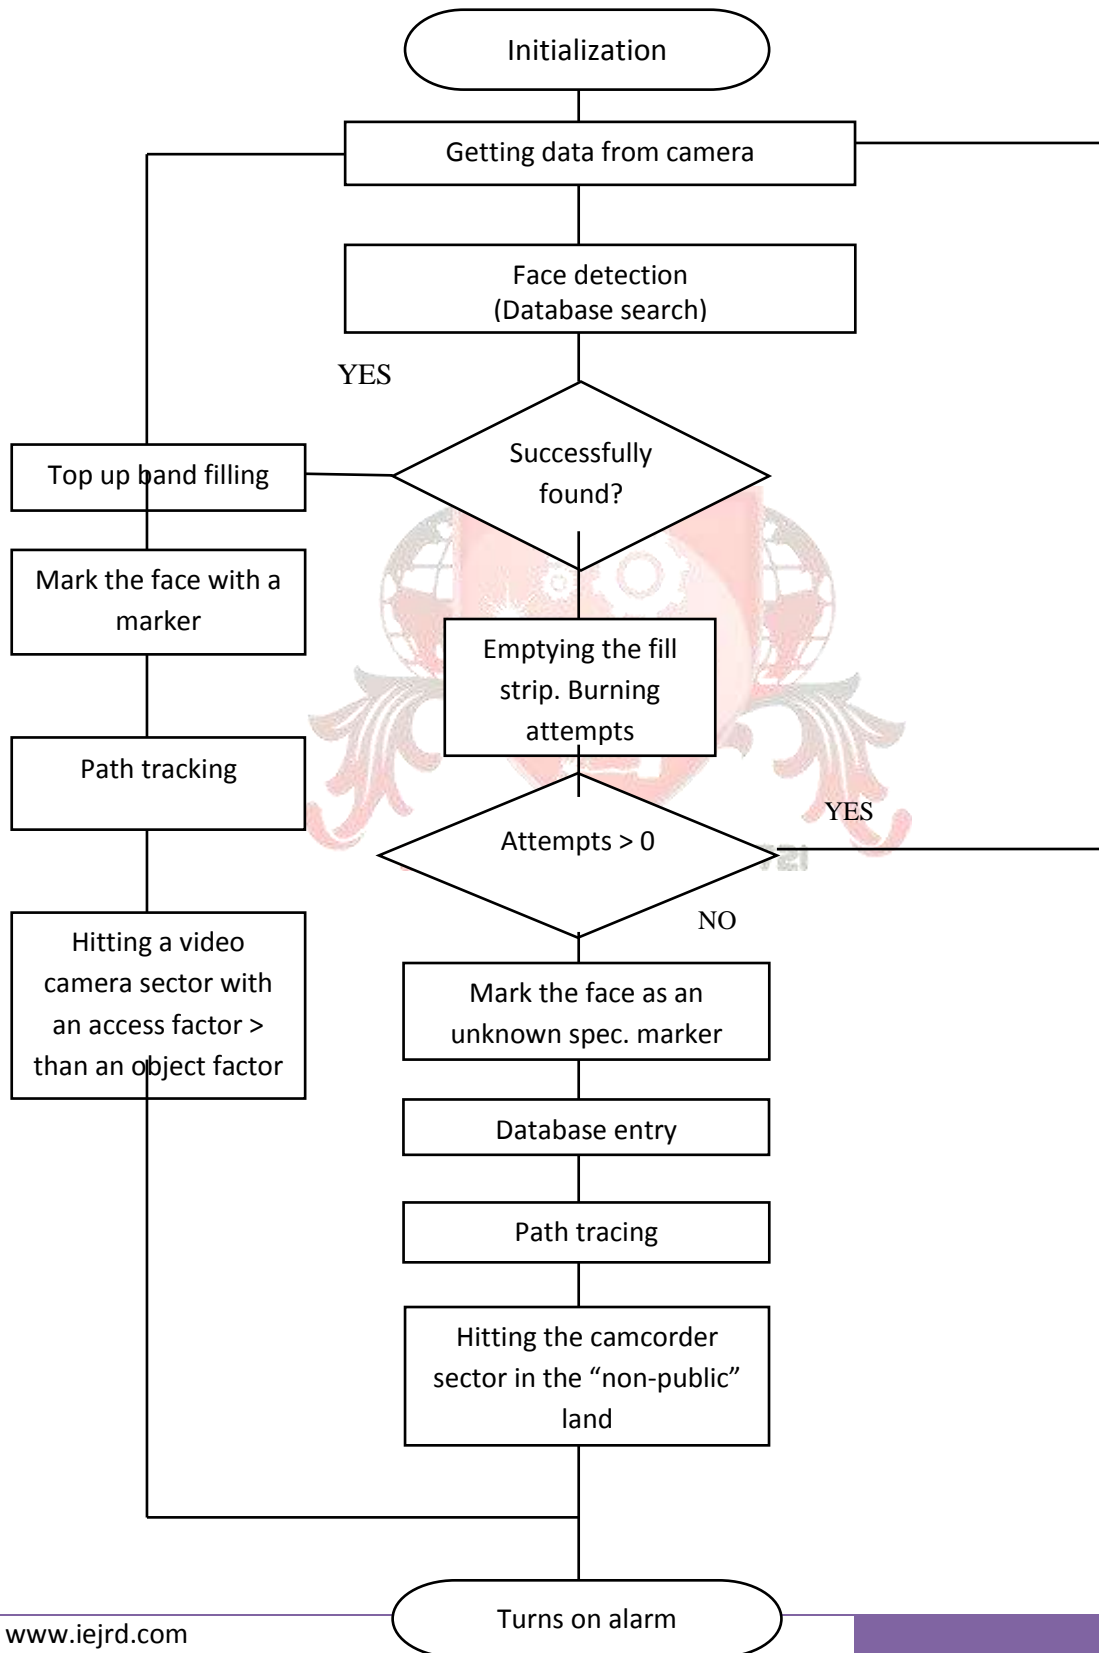 Initialization
Getting data from camera
Face detection
(Database search)
YES
Successfully
found?
Top up band filling
Mark the face with a
marker
Emptying the fill
strip. Burning
attempts
Path tracking
YES
Attempts > 0
NO
Hitting a video
camera sector with
an access factor >
than an object factor
Mark the face as an
unknown spec. marker
Database entry
Path tracing
Hitting the camcorder
sector in the “non-public”
land
Turns on alarm
www.iejrd.com